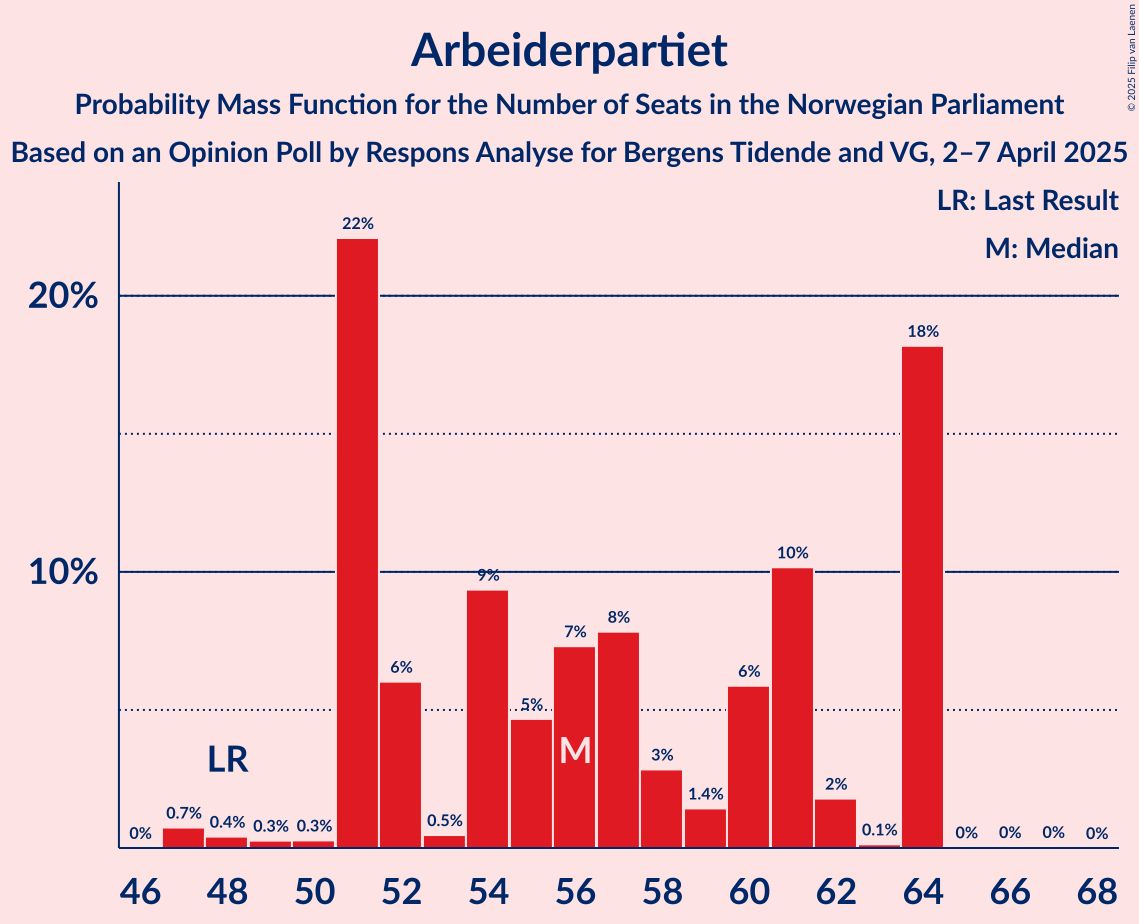 Arbeiderpartiet
Probability Mass Function for the Number of Seats in the Norwegian Parliament
Based on an Opinion Poll by Respons Analyse for Bergens Tidende and VG, 2–7 April 2025
© 2025 Filip van Laenen
LR: Last Result
M: Median
20%
10%
0%
0.7%
0.4%
0.3%
0.3%
22%
6%
0.5%
9%
5%
7%
8%
3%
1.4%
6%
10%
2%
0.1%
18%
0%
0%
0%
0%
LR
M
46 48 50 52 54 56 58 60 62 64 66 68